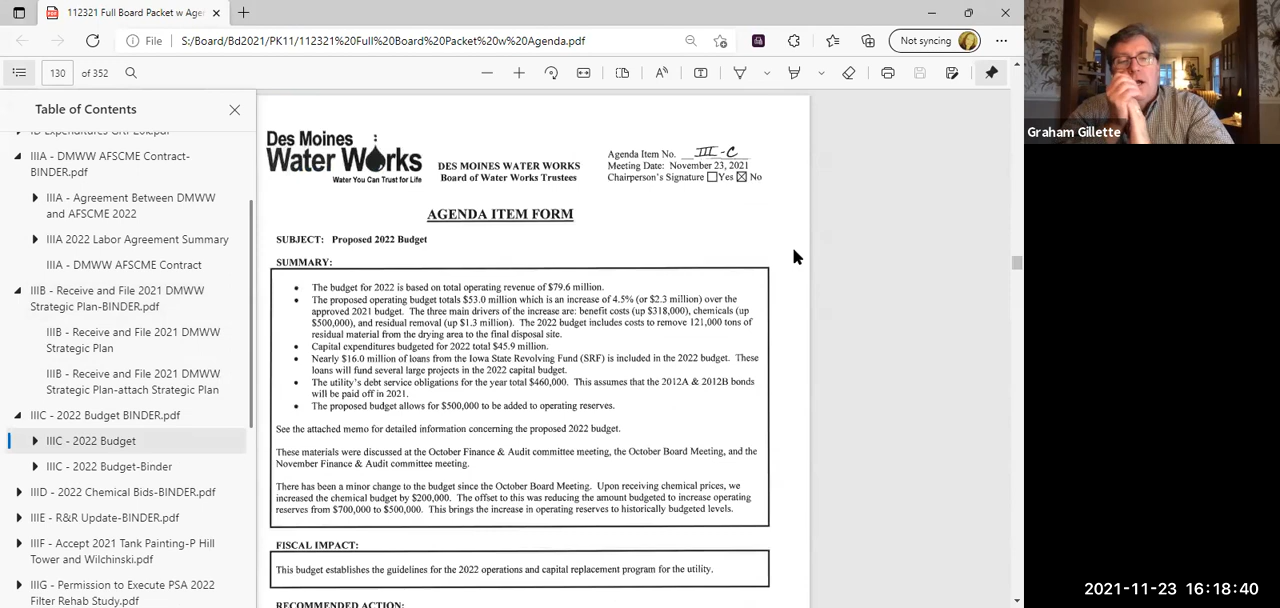 112321 Full Board Packet w Age
File
S:/Board/Bd2021/PK11/112321%20Full%20Board%20Packet%20w%20Agenda.pdf
Not syncing
130
of 352
Table of Contents
IIIA - DMWW AFSCME Contract-
BINDER.pdf
IIIA - Agreement Between DMWW
and AFSCME 2022
IIIA 2022 Labor Agreement Summary
IIIA - DMWW AFSCME Contract
IIIB - Receive and File 2021 DMWW
Strategic Plan-BINDER.pdf
IIIB - Receive and File 2021 DMWW
Strategic Plan
IIIB - Receive and File 2021 DMWW
Strategic Plan-attach Strategic Plan
IIIC - 2022 Budget BINDER.pdf
IIIC - 2022 Budget
IIIC - 2022 Budget-Binder
IIID - 2022 Chemical Bids-BINDER.pdf
IIIE - R&R Update-BINDER.pdf
IIIF - Accept 2021 Tank Painting-P Hill
Tower and Wilchinski.pdf
IIIG - Permission to Execute PSA 2022
Filter Rehab Study.pdf
Des Moines
Water Works
Water You Can Trust for Life
DES MOINES WATER WORKS
Board of Water Works Trustees
Agenda Item No. III-C
Meeting Date: November 23, 2021
Chairperson's Signature ☐Yes ☒ No
AGENDA ITEM FORM
SUBJECT: Proposed 2022 Budget
SUMMARY:
• The budget for 2022 is based on total operating revenue of $79.6 million.
• The proposed operating budget totals $53.0 million which is an increase of 4.5% (or $2.3 million) over the
approved 2021 budget. The three main drivers of the increase are: benefit costs (up $318,000), chemicals (up
$500,000), and residual removal (up $1.3 million). The 2022 budget includes costs to remove 121,000 tons of
residual material from the drying area to the final disposal site.
• Capital expenditures budgeted for 2022 total $45.9 million.
• Nearly $16.0 million of loans from the Iowa State Revolving Fund (SRF) is included in the 2022 budget. These
loans will fund several large projects in the 2022 capital budget.
• The utility's debt service obligations for the year total $460,000. This assumes that the 2012A & 2012B bonds
will be paid off in 2021.
• The proposed budget allows for $500,000 to be added to operating reserves.
See the attached memo for detailed information concerning the proposed 2022 budget.
These materials were discussed at the October Finance & Audit committee meeting, the October Board Meeting, and the
November Finance & Audit committee meeting.
There has been a minor change to the budget since the October Board Meeting. Upon receiving chemical prices, we
increased the chemical budget by $200,000. The offset to this was reducing the amount budgeted to increase operating
reserves from $700,000 to $500,000. This brings the increase in operating reserves to historically budgeted levels.
FISCAL IMPACT:
This budget establishes the guidelines for the 2022 operations and capital replacement program for the utility.
RECOMMENDED ACTION:
Graham Gillette
2021-11-23 16:18:40